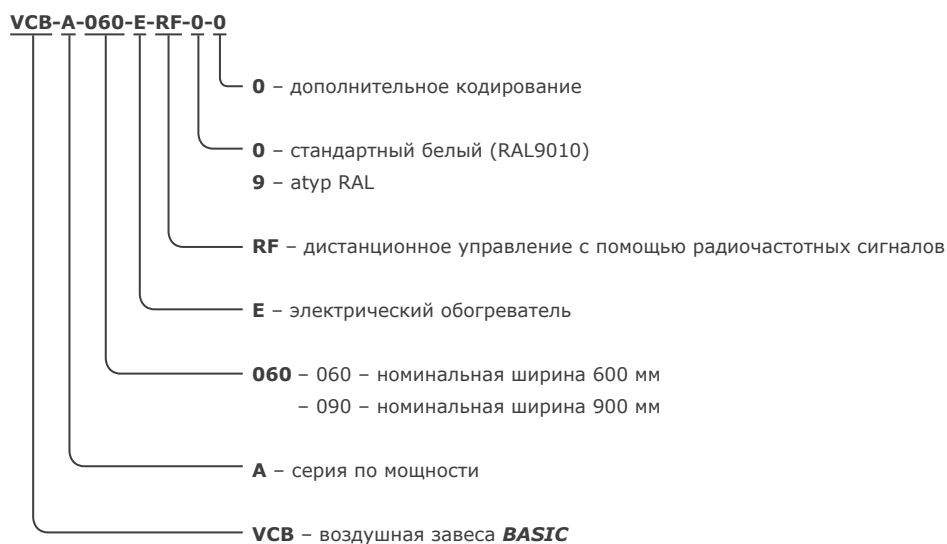 VCB-A-060-E-RF-0-0
0 – дополнительное кодирование
0 – стандартный белый (RAL9010)
9 – atyp RAL
RF – дистанционное управление с помощью радиочастотных сигналов
E – электрический обогреватель
060 – 060 – номинальная ширина 600 мм
– 090 – номинальная ширина 900 мм
A – серия по мощности
VCB – воздушная завеса BASIC